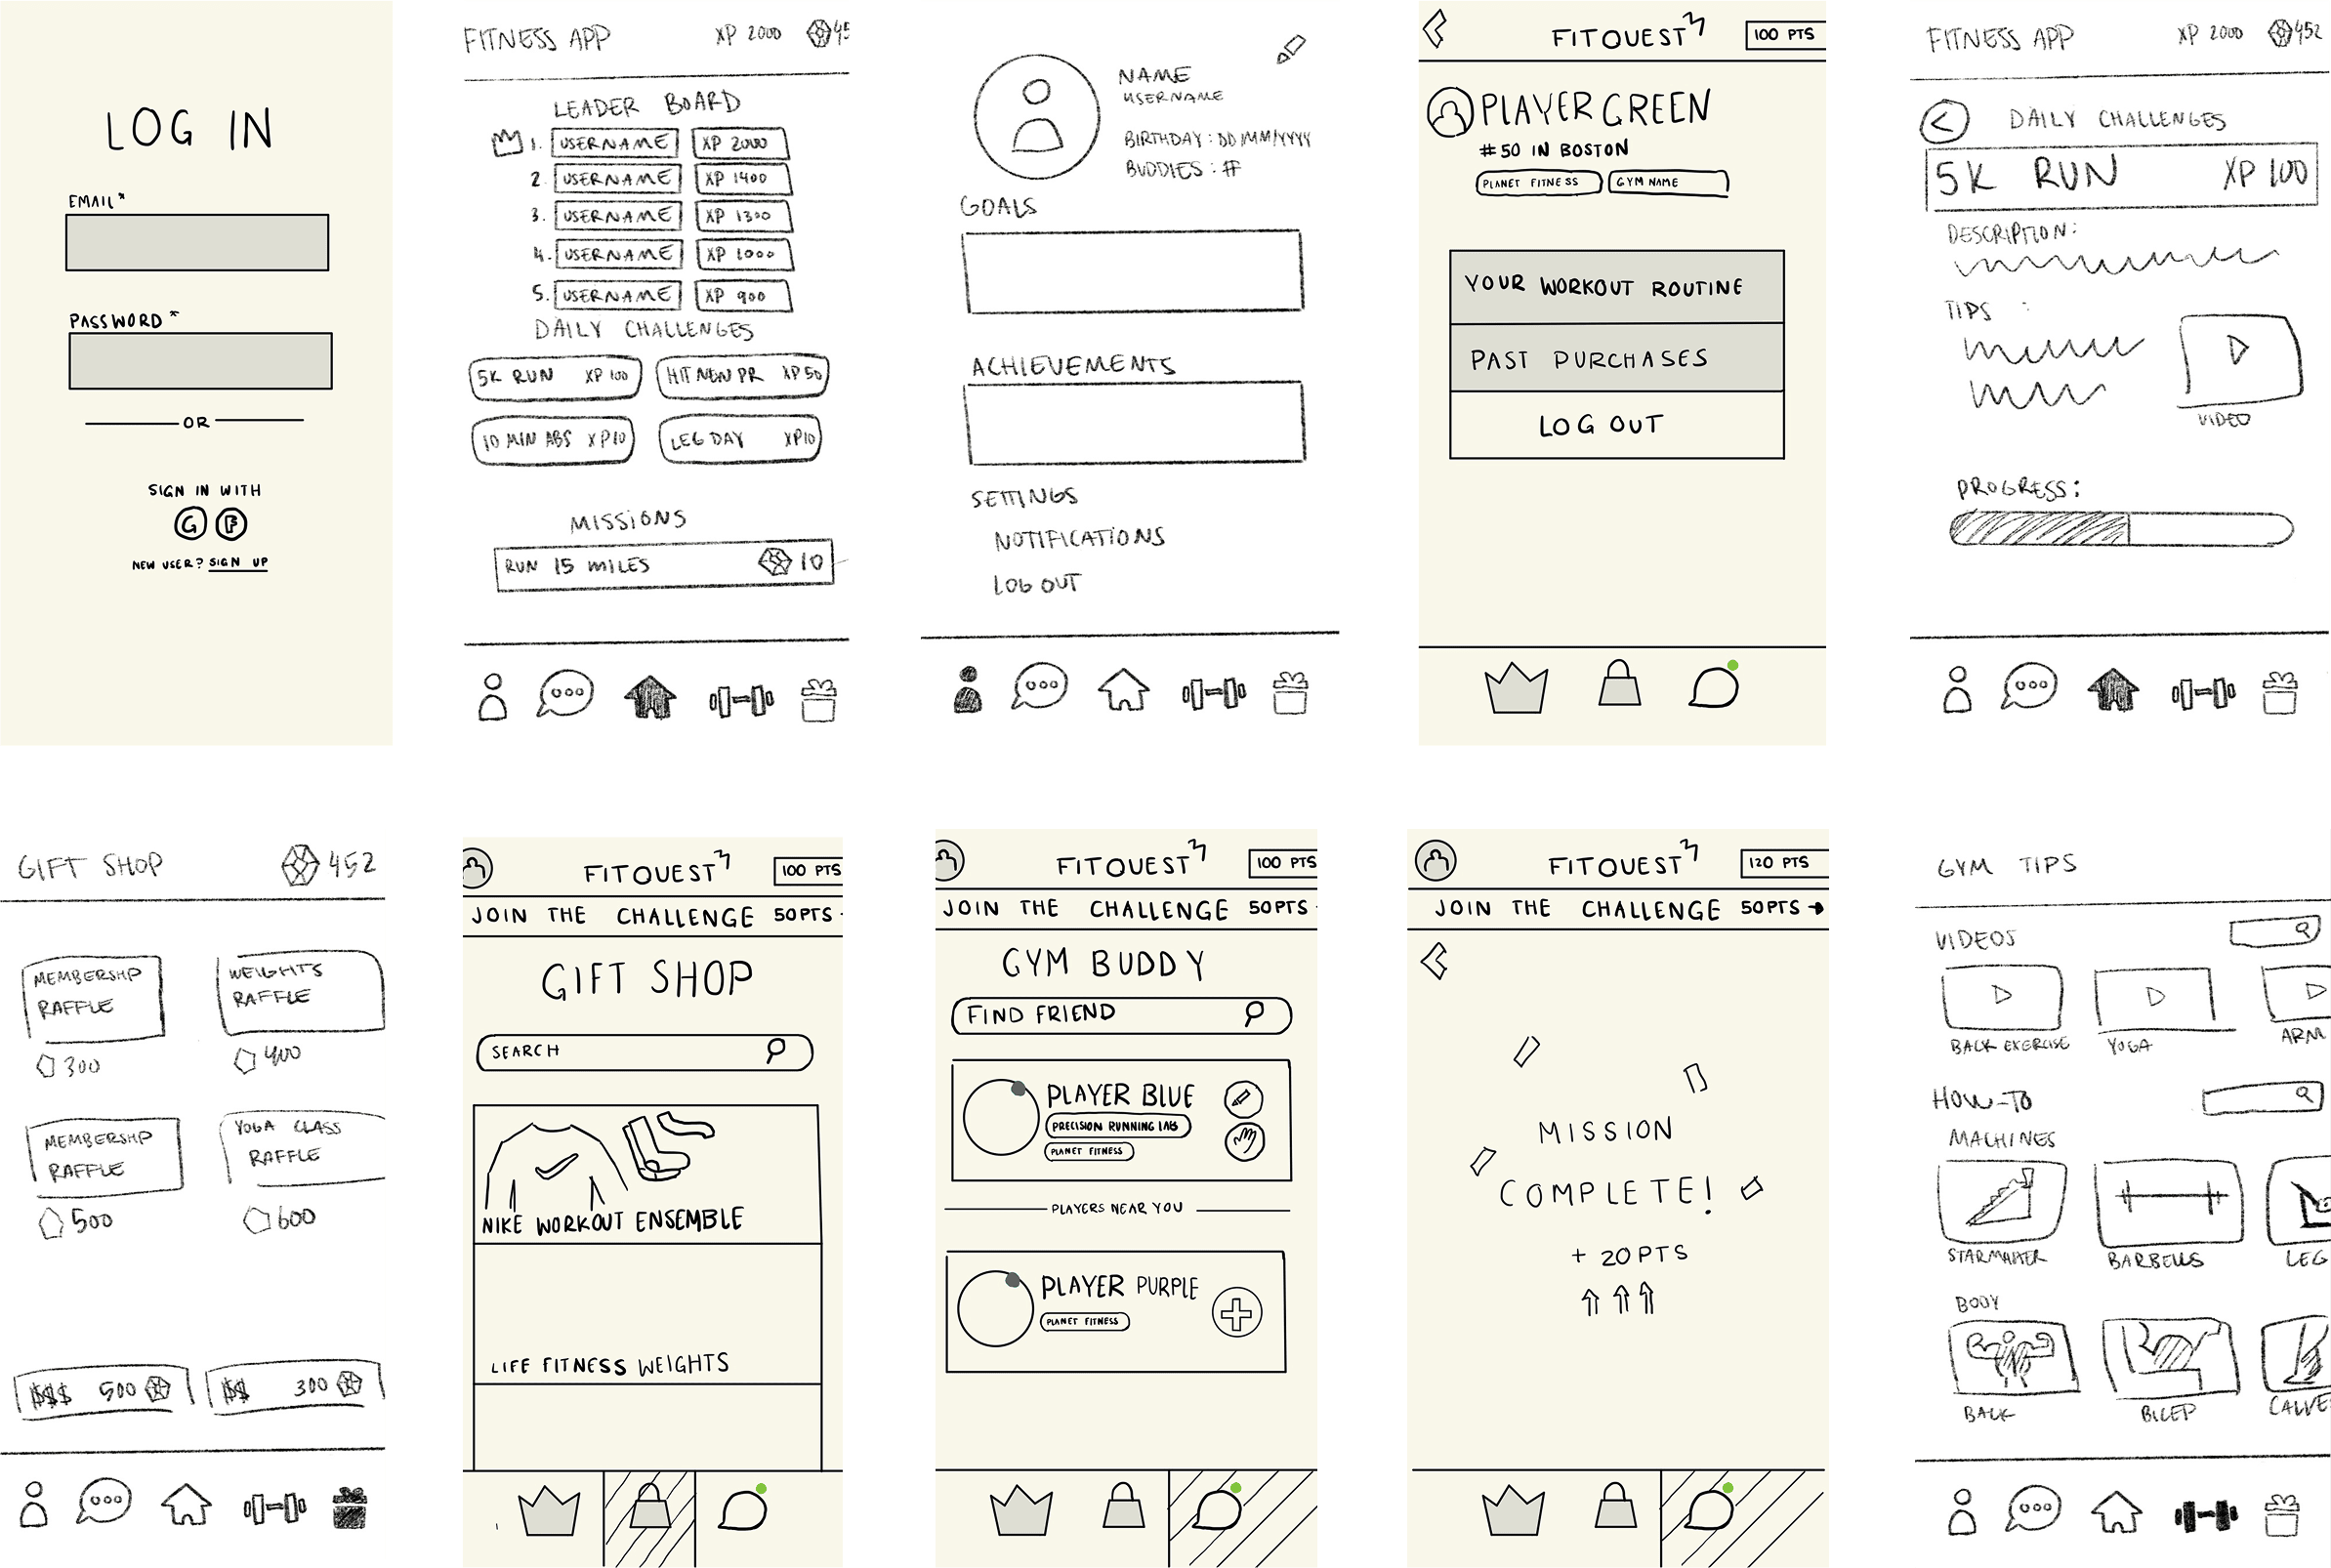 LOG IN
EMAIL*
PASSWORD*
OR
SIGN IN WITH
G F
NEW USER? SIGN UP
FITNESS APP XP 2000 45
LEADER BOARD
1. USERNAME XP 2000
2. USERNAME XP 1400
3. USERNAME XP 1300
4. USERNAME XP 1000
5. USERNAME XP 900
DAILY CHALLENGES
5K RUN XP 100 HIT NEW PR XP 50
10 MIN ABS XP10 LEG DAY XP10
MISSIONS
RUN 15 MILES 10
NAME
USERNAME
BIRTHDAY : DD/MM/YYYY
BUDDIES : #
GOALS
ACHIEVEMENTS
SETTINGS
NOTIFICATIONS
LOG OUT
FITQUEST 100 PTS
PLAYER GREEN
#50 IN BOSTON
PLANET FITNESS GYM NAME
YOUR WORKOUT ROUTINE
PAST PURCHASES
LOG OUT
FITNESS APP XP 2000 452
< DAILY CHALLENGES
5K RUN XP 100
DESCRIPTION:
TIPS :
VIDEO
PROGRESS:
GIFT SHOP 452
MEMBERSHP RAFFLE
300
WEIGHTS RAFFLE
400
MEMBERSHP RAFFLE
500
YOGA CLASS RAFFLE
600
$$$ 500 $$ 300
FITQUEST 100 PTS
JOIN THE CHALLENGE 50PTS
GIFT SHOP
SEARCH
NIKE WORKOUT ENSEMBLE
LIFE FITNESS WEIGHTS
FITQUEST 100 PTS
JOIN THE CHALLENGE 50PTS
GYM BUDDY
FIND FRIEND
PLAYER BLUE
PRECISION RUNNING LAB
PLANET FITNESS
PLAYERS NEAR YOU
PLAYER PURPLE
PLANET FITNESS
FITQUEST 120 PTS
JOIN THE CHALLENGE 50PTS →
MISSION
COMPLETE!
+ 20 PTS
GYM TIPS
VIDEOS
BACK EXERCISE YOGA ARM
HOW-TO
MACHINES
BARBELLS LEG
BODY
BACK BICEP CALVE